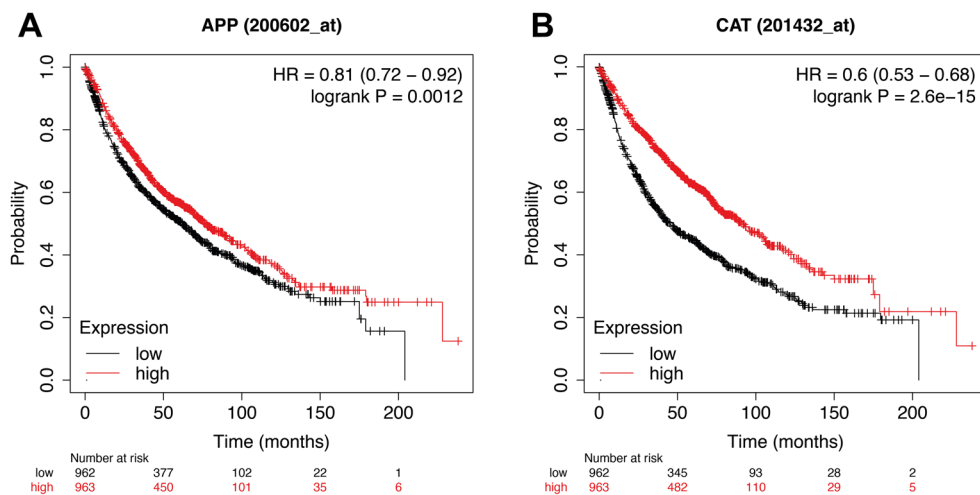 A
APP (200602_at)
HR = 0.81 (0.72 − 0.92)
logrank P = 0.0012
Probability
1.0
0.8
0.6
0.4
0.2
0.0
Expression
low
high
0 50 100 150 200
Time (months)
Number at risk
low 962 377 102 22 1
high 963 450 101 35 6
B
CAT (201432_at)
HR = 0.6 (0.53 − 0.68)
logrank P = 2.6e−15
Probability
1.0
0.8
0.6
0.4
0.2
0.0
Expression
low
high
0 50 100 150 200
Time (months)
Number at risk
low 962 345 93 28 2
high 963 482 110 29 5